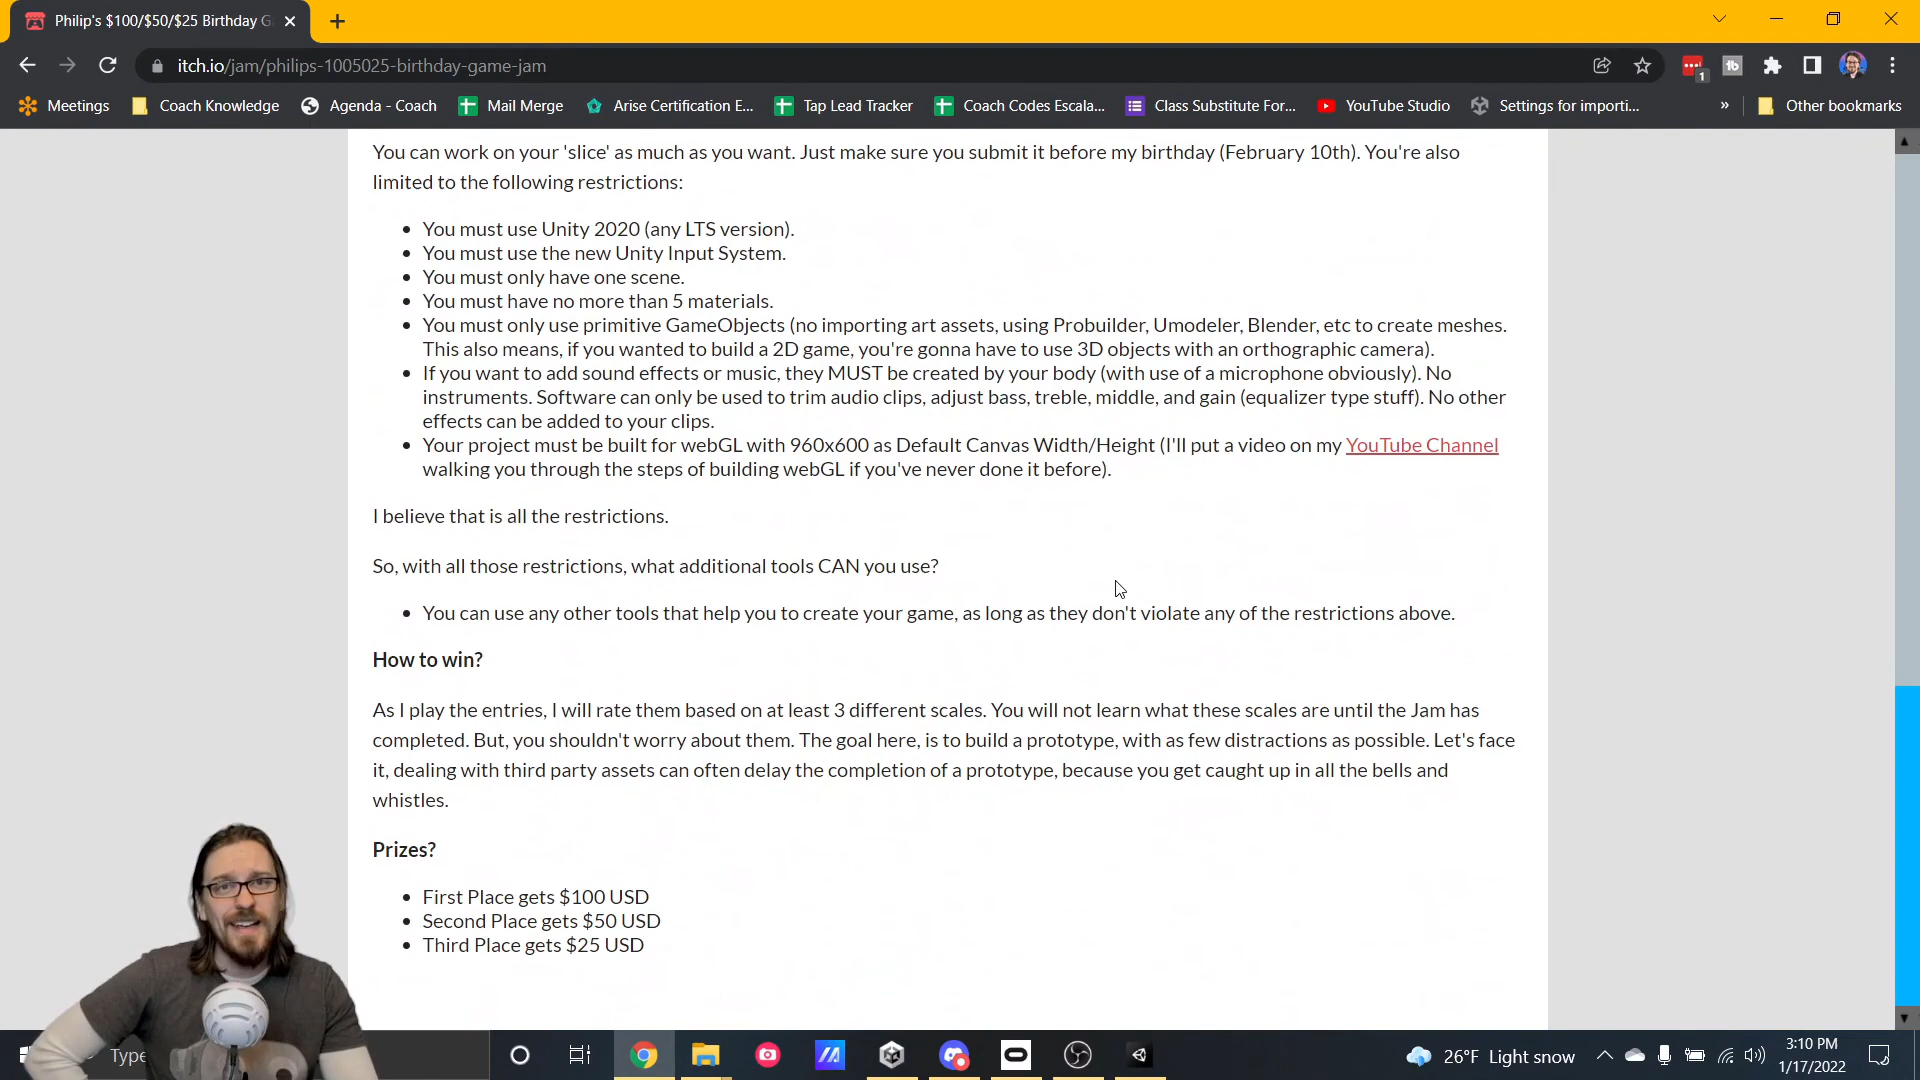 Philip's $100/$50/$25 Birthday G
itch.io/jam/philips-1005025-birthday-game-jam
1
tb
Meetings
Coach Knowledge
Agenda - Coach
Mail Merge
Arise Certification E...
Tap Lead Tracker
Coach Codes Escala...
Class Substitute For...
YouTube Studio
Settings for importi...
»
Other bookmarks
You can work on your 'slice' as much as you want. Just make sure you submit it before my birthday (February 10th). You're also
limited to the following restrictions:
• You must use Unity 2020 (any LTS version).
• You must use the new Unity Input System.
• You must only have one scene.
• You must have no more than 5 materials.
• You must only use primitive GameObjects (no importing art assets, using Probuilder, Umodeler, Blender, etc to create meshes.
This also means, if you wanted to build a 2D game, you're gonna have to use 3D objects with an orthographic camera).
• If you want to add sound effects or music, they MUST be created by your body (with use of a microphone obviously). No
instruments. Software can only be used to trim audio clips, adjust bass, treble, middle, and gain (equalizer type stuff). No other
effects can be added to your clips.
• Your project must be built for webGL with 960x600 as Default Canvas Width/Height (I'll put a video on my YouTube Channel
walking you through the steps of building webGL if you've never done it before).
I believe that is all the restrictions.
So, with all those restrictions, what additional tools CAN you use?
• You can use any other tools that help you to create your game, as long as they don't violate any of the restrictions above.
How to win?
As I play the entries, I will rate them based on at least 3 different scales. You will not learn what these scales are until the Jam has
completed. But, you shouldn't worry about them. The goal here, is to build a prototype, with as few distractions as possible. Let's face
it, dealing with third party assets can often delay the completion of a prototype, because you get caught up in all the bells and
whistles.
Prizes?
• First Place gets $100 USD
• Second Place gets $50 USD
• Third Place gets $25 USD
Type
26°F Light snow
3:10 PM
1/17/2022